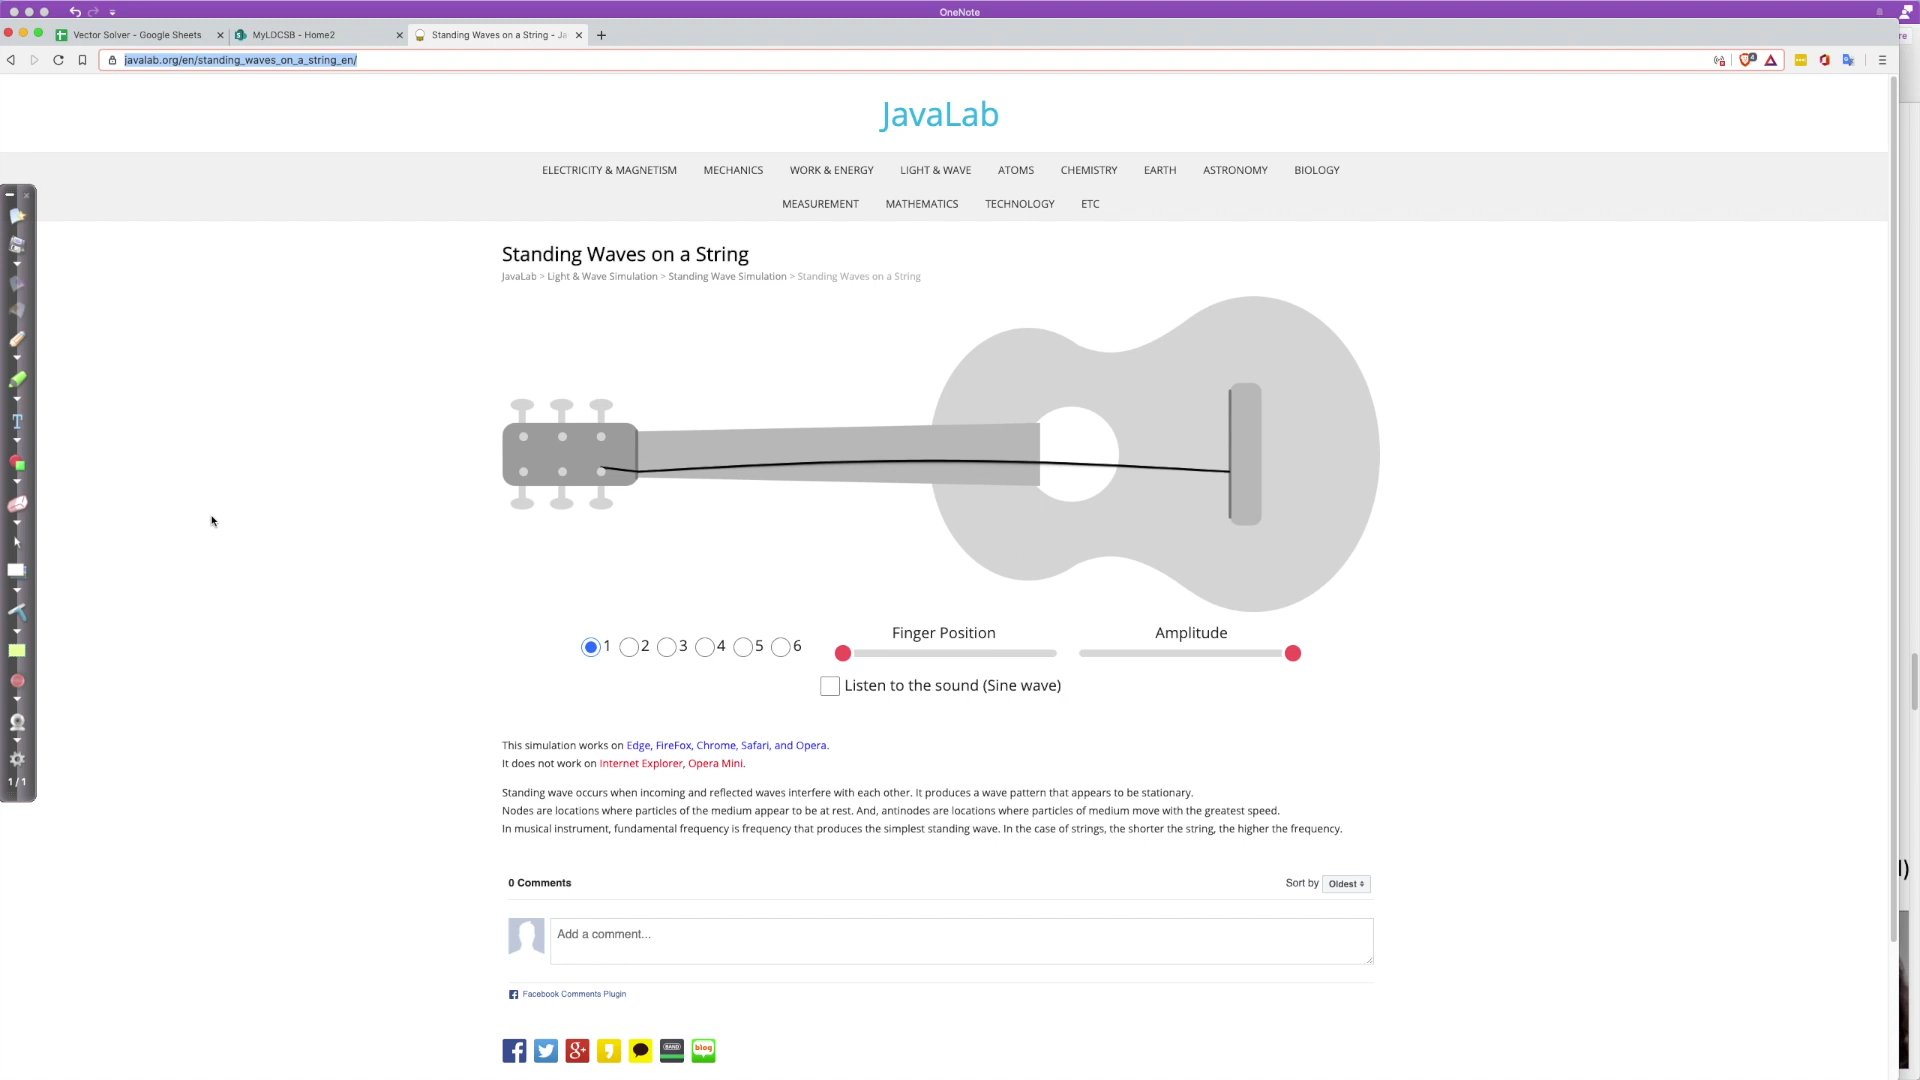 OneNote
Vector Solver - Google Sheets
MyLDCSB - Home2
Standing Waves on a String - Ja
re
javalab.org/en/standing_waves_on_a_string_en/
JavaLab
ELECTRICITY & MAGNETISM MECHANICS WORK & ENERGY LIGHT & WAVE ATOMS CHEMISTRY EARTH ASTRONOMY BIOLOGY
MEASUREMENT MATHEMATICS TECHNOLOGY ETC
Standing Waves on a String
JavaLab > Light & Wave Simulation > Standing Wave Simulation > Standing Waves on a String
Finger Position Amplitude
1 2 3 4 5 6
Listen to the sound (Sine wave)
This simulation works on Edge, FireFox, Chrome, Safari, and Opera.
It does not work on Internet Explorer, Opera Mini.
Standing wave occurs when incoming and reflected waves interfere with each other. It produces a wave pattern that appears to be stationary.
Nodes are locations where particles of the medium appear to be at rest. And, antinodes are locations where particles of medium move with the greatest speed.
In musical instrument, fundamental frequency is frequency that produces the simplest standing wave. In the case of strings, the shorter the string, the higher the frequency.
1/1
0 Comments Sort by Oldest
Add a comment...
Facebook Comments Plugin
BAND
blog